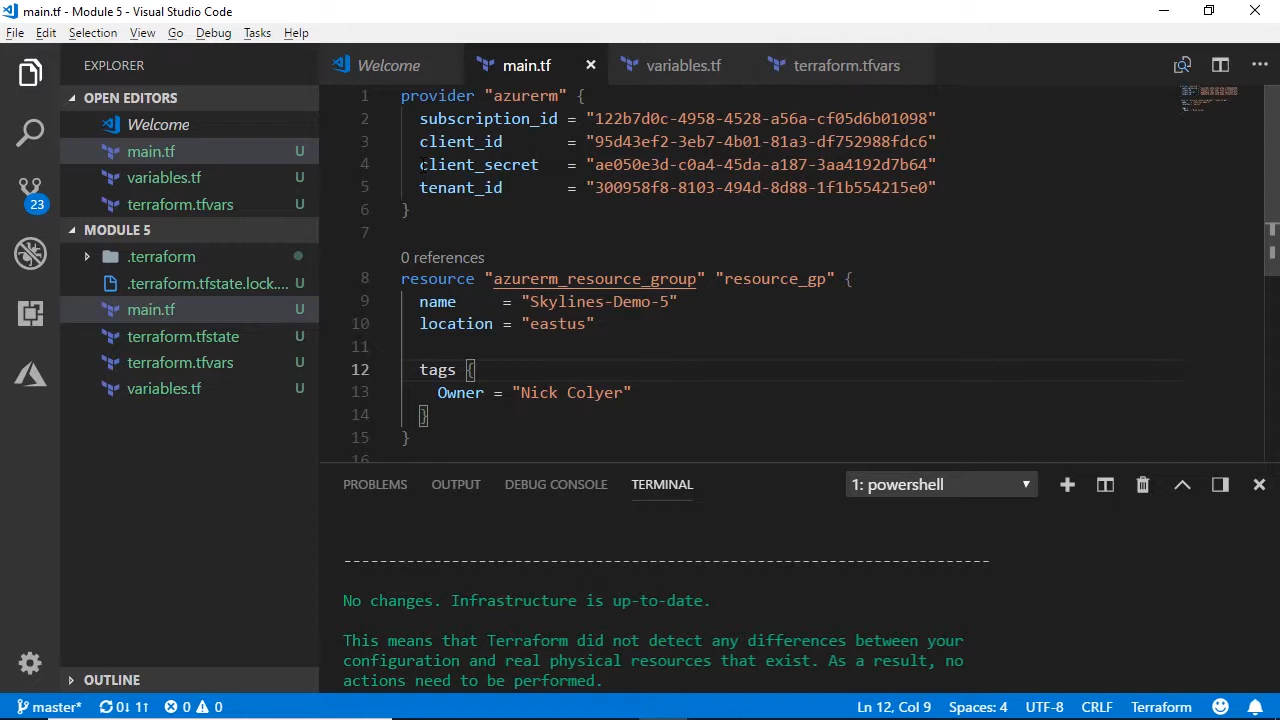 main.tf - Module 5 - Visual Studio Code
File Edit Selection View Go Debug Tasks Help
EXPLORER
OPEN EDITORS
Welcome
main.tf U
variables.tf U
terraform.tfvars U
MODULE 5
.terraform
.terraform.tfstate.lock.... U
main.tf U
terraform.tfstate U
terraform.tfvars U
variables.tf U
OUTLINE
23
Welcome main.tf variables.tf terraform.tfvars
1 provider "azurerm" {
2 subscription_id = "122b7d0c-4958-4528-a56a-cf05d6b01098"
3 client_id = "95d43ef2-3eb7-4b01-81a3-df752988fdc6"
4 client_secret = "ae050e3d-c0a4-45da-a187-3aa4192d7b64"
5 tenant_id = "300958f8-8103-494d-8d88-1f1b554215e0"
6 }
7
0 references
8 resource "azurerm_resource_group" "resource_gp" {
9 name = "Skylines-Demo-5"
10 location = "eastus"
11
12 tags {
13 Owner = "Nick Colyer"
14 }
15 }
16
PROBLEMS OUTPUT DEBUG CONSOLE TERMINAL 1: powershell
------------------------------------------------------------------------
No changes. Infrastructure is up-to-date.
This means that Terraform did not detect any differences between your
configuration and real physical resources that exist. As a result, no
actions need to be performed.
master* 0↓ 1↑ 0 0 Ln 12, Col 9 Spaces: 4 UTF-8 CRLF Terraform